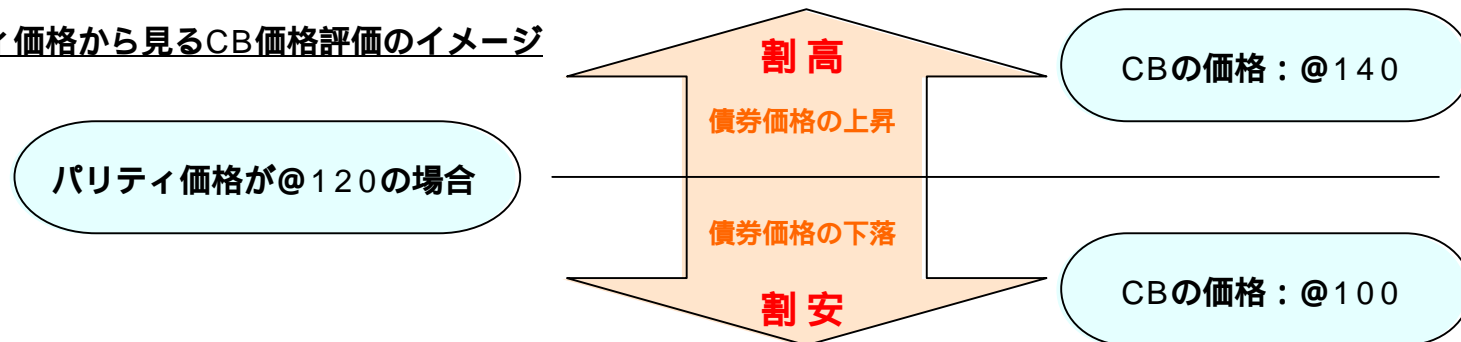 ィ価格から見るCB価格評価のイメージ
割 高
CBの価格：＠１４０
債券価格の上昇
パリティ価格が＠１２０の場合
債券価格の下落
CBの価格：＠１００
割 安